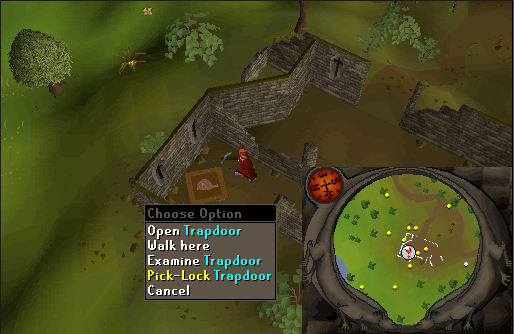 Choose Option
Open Trapdoor
Walk here
Examine Trapdoor
Pick-Lock Trapdoor
Cancel